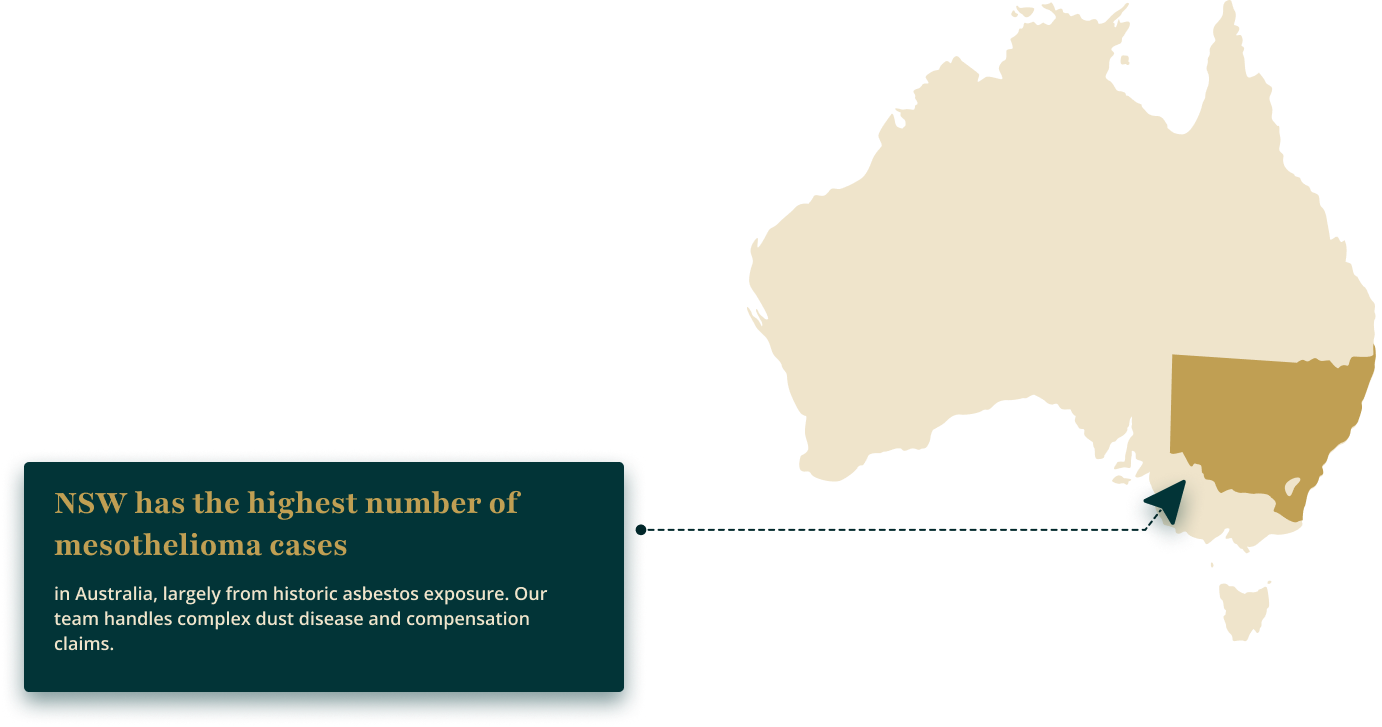 NSW has the highest number of
mesothelioma cases
in Australia, largely from historic asbestos exposure. Our
team handles complex dust disease and compensation
claims.